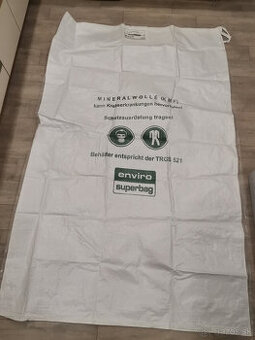 MINERALWOLLE (KMF)
kann Krebserkrankungen hervorrufen!
Schutzausrüstung tragen!
Behälter entspricht der TRGS 521
enviro
superbag